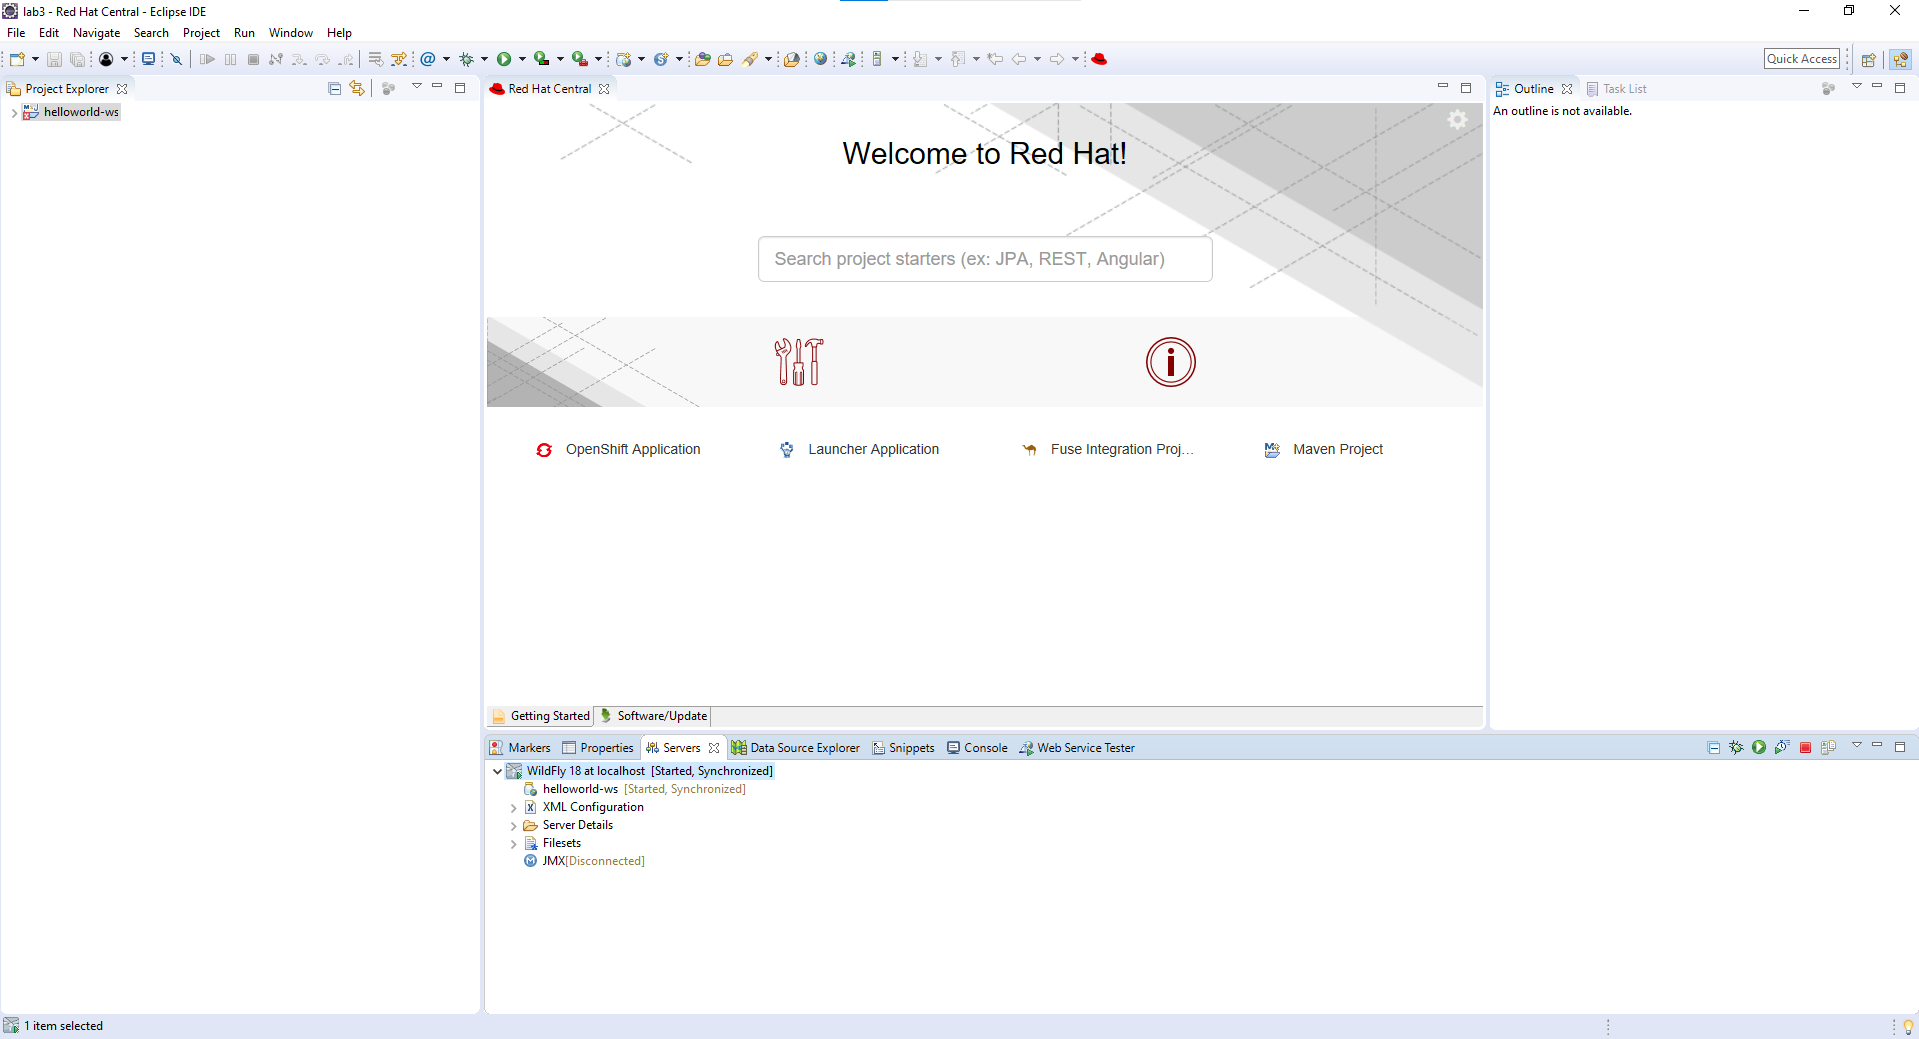 lab3 - Red Hat Central - Eclipse IDE
File Edit Navigate Search Project Run Window Help
Quick Access
Project Explorer
helloworld-ws
Red Hat Central
Welcome to Red Hat!
Search project starters (ex: JPA, REST, Angular)
OpenShift Application
Launcher Application
Fuse Integration Proj...
Maven Project
Getting Started Software/Update
Outline Task List
An outline is not available.
Markers Properties Servers Data Source Explorer Snippets Console Web Service Tester
WildFly 18 at localhost [Started, Synchronized]
helloworld-ws [Started, Synchronized]
XML Configuration
Server Details
Filesets
JMX[Disconnected]
1 item selected